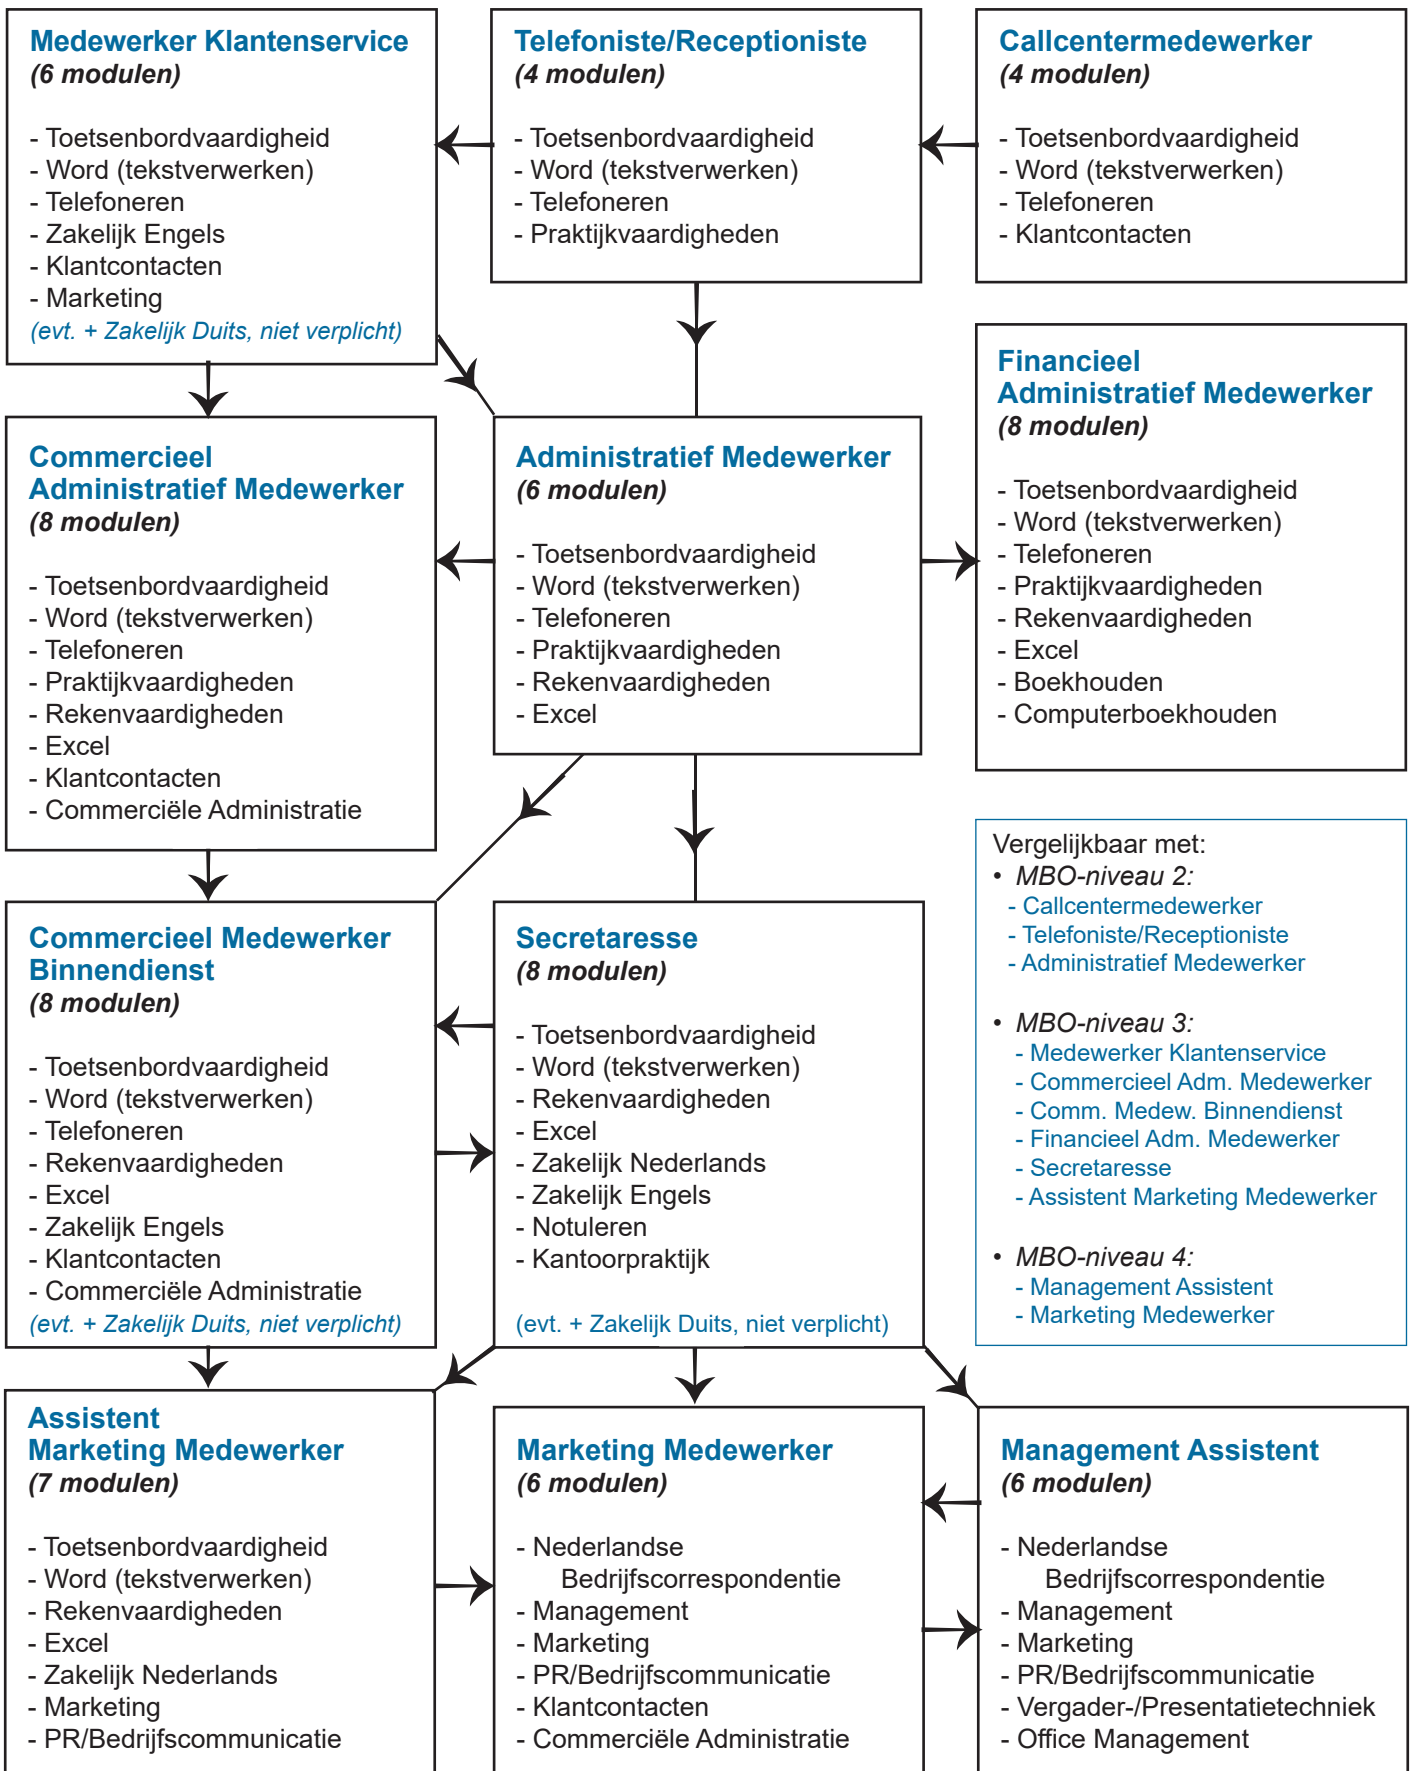 Medewerker Klantenservice
(6 modulen)
- Toetsenbordvaardigheid
- Word (tekstverwerken)
- Telefoneren
- Zakelijk Engels
- Klantcontacten
- Marketing
(evt. + Zakelijk Duits, niet verplicht)
Telefoniste/Receptioniste
(4 modulen)
- Toetsenbordvaardigheid
- Word (tekstverwerken)
- Telefoneren
- Praktijkvaardigheden
Callcentermedewerker
(4 modulen)
- Toetsenbordvaardigheid
- Word (tekstverwerken)
- Telefoneren
- Klantcontacten
Commercieel
Administratief Medewerker
(8 modulen)
- Toetsenbordvaardigheid
- Word (tekstverwerken)
- Telefoneren
- Praktijkvaardigheden
- Rekenvaardigheden
- Excel
- Klantcontacten
- Commerciële Administratie
Administratief Medewerker
(6 modulen)
- Toetsenbordvaardigheid
- Word (tekstverwerken)
- Telefoneren
- Praktijkvaardigheden
- Rekenvaardigheden
- Excel
Financieel
Administratief Medewerker
(8 modulen)
- Toetsenbordvaardigheid
- Word (tekstverwerken)
- Telefoneren
- Praktijkvaardigheden
- Rekenvaardigheden
- Excel
- Boekhouden
- Computerboekhouden
Commercieel Medewerker
Binnendienst
(8 modulen)
- Toetsenbordvaardigheid
- Word (tekstverwerken)
- Telefoneren
- Rekenvaardigheden
- Excel
- Zakelijk Engels
- Klantcontacten
- Commerciële Administratie
(evt. + Zakelijk Duits, niet verplicht)
Secretaresse
(8 modulen)
- Toetsenbordvaardigheid
- Word (tekstverwerken)
- Rekenvaardigheden
- Excel
- Zakelijk Nederlands
- Zakelijk Engels
- Notuleren
- Kantoorpraktijk
(evt. + Zakelijk Duits, niet verplicht)
Vergelijkbaar met:
• MBO-niveau 2:
- Callcentermedewerker
- Telefoniste/Receptioniste
- Administratief Medewerker
• MBO-niveau 3:
- Medewerker Klantenservice
- Commercieel Adm. Medewerker
- Comm. Medew. Binnendienst
- Financieel Adm. Medewerker
- Secretaresse
- Assistent Marketing Medewerker
• MBO-niveau 4:
- Management Assistent
- Marketing Medewerker
Assistent
Marketing Medewerker
(7 modulen)
- Toetsenbordvaardigheid
- Word (tekstverwerken)
- Rekenvaardigheden
- Excel
- Zakelijk Nederlands
- Marketing
- PR/Bedrijfscommunicatie
Marketing Medewerker
(6 modulen)
- Nederlandse
Bedrijfscorrespondentie
- Management
- Marketing
- PR/Bedrijfscommunicatie
- Klantcontacten
- Commerciële Administratie
Management Assistent
(6 modulen)
- Nederlandse
Bedrijfscorrespondentie
- Management
- Marketing
- PR/Bedrijfscommunicatie
- Vergader-/Presentatietechniek
- Office Management